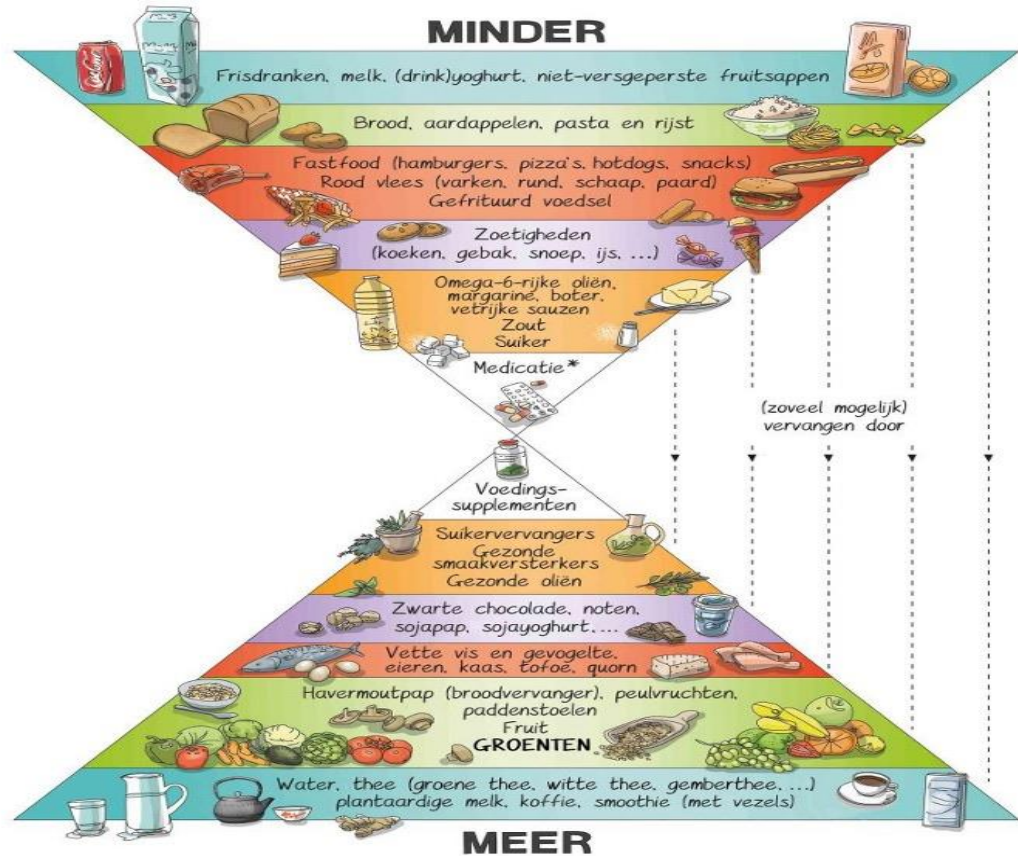 MINDER
Frisdranken, melk, (drink)yoghurt, niet-versgeperste fruitsappen
Brood, aardappelen, pasta en rijst
Fastfood (hamburgers, pizza's, hotdogs, snacks)
Rood vlees (varken, rund, schaap, paard)
Gefrituurd voedsel
Zoetigheden
(koeken, gebak, snoep, ijs, ...)
Omega-6-rijke oliën,
margarine, boter,
vetrijke sauzen
Zout
Suiker
Medicatie*
(zoveel mogelijk)
vervangen door
Voedings-
supplementen
Suikervervangers
Gezonde
smaakversterkers
Gezonde oliën
Zwarte chocolade, noten,
sojapap, sojayoghurt,...
Vette vis en gevogelte,
eieren, kaas, tofoe, quorn
Havermoutpap (broodvervanger), peulvruchten,
paddenstoelen
Fruit
GROENTEN
Water, thee (groene thee, witte thee, gemberthee, ...)
plantaardige melk, koffie, smoothie (met vezels)
MEER